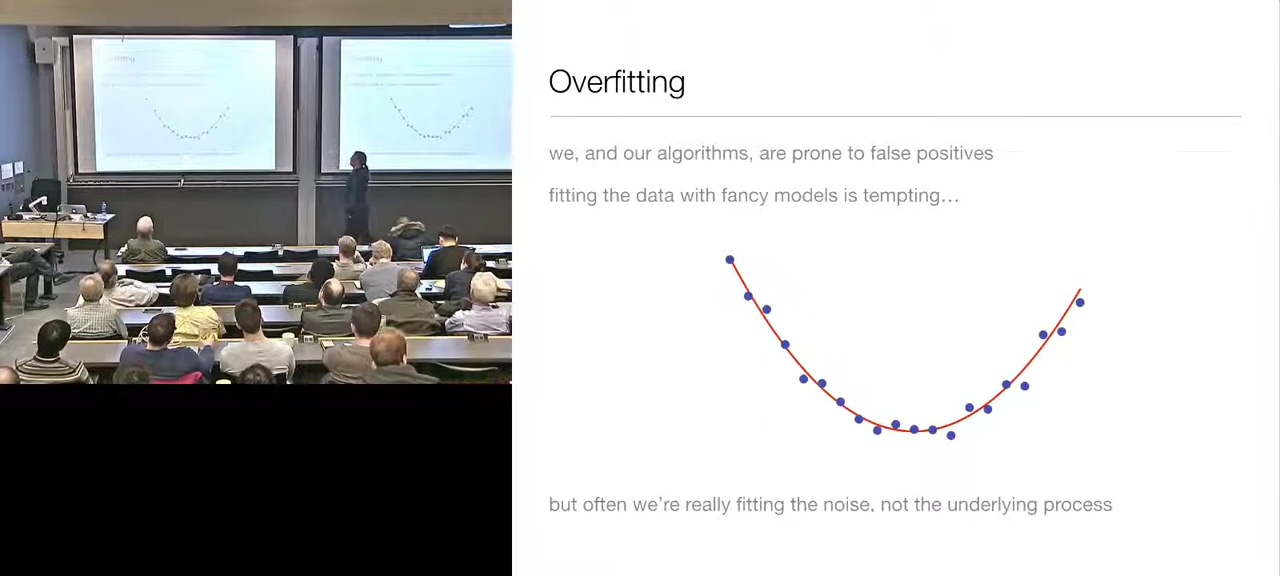 Overfitting
we, and our algorithms, are prone to false positives
fitting the data with fancy models is tempting...
but often we're really fitting the noise, not the underlying process